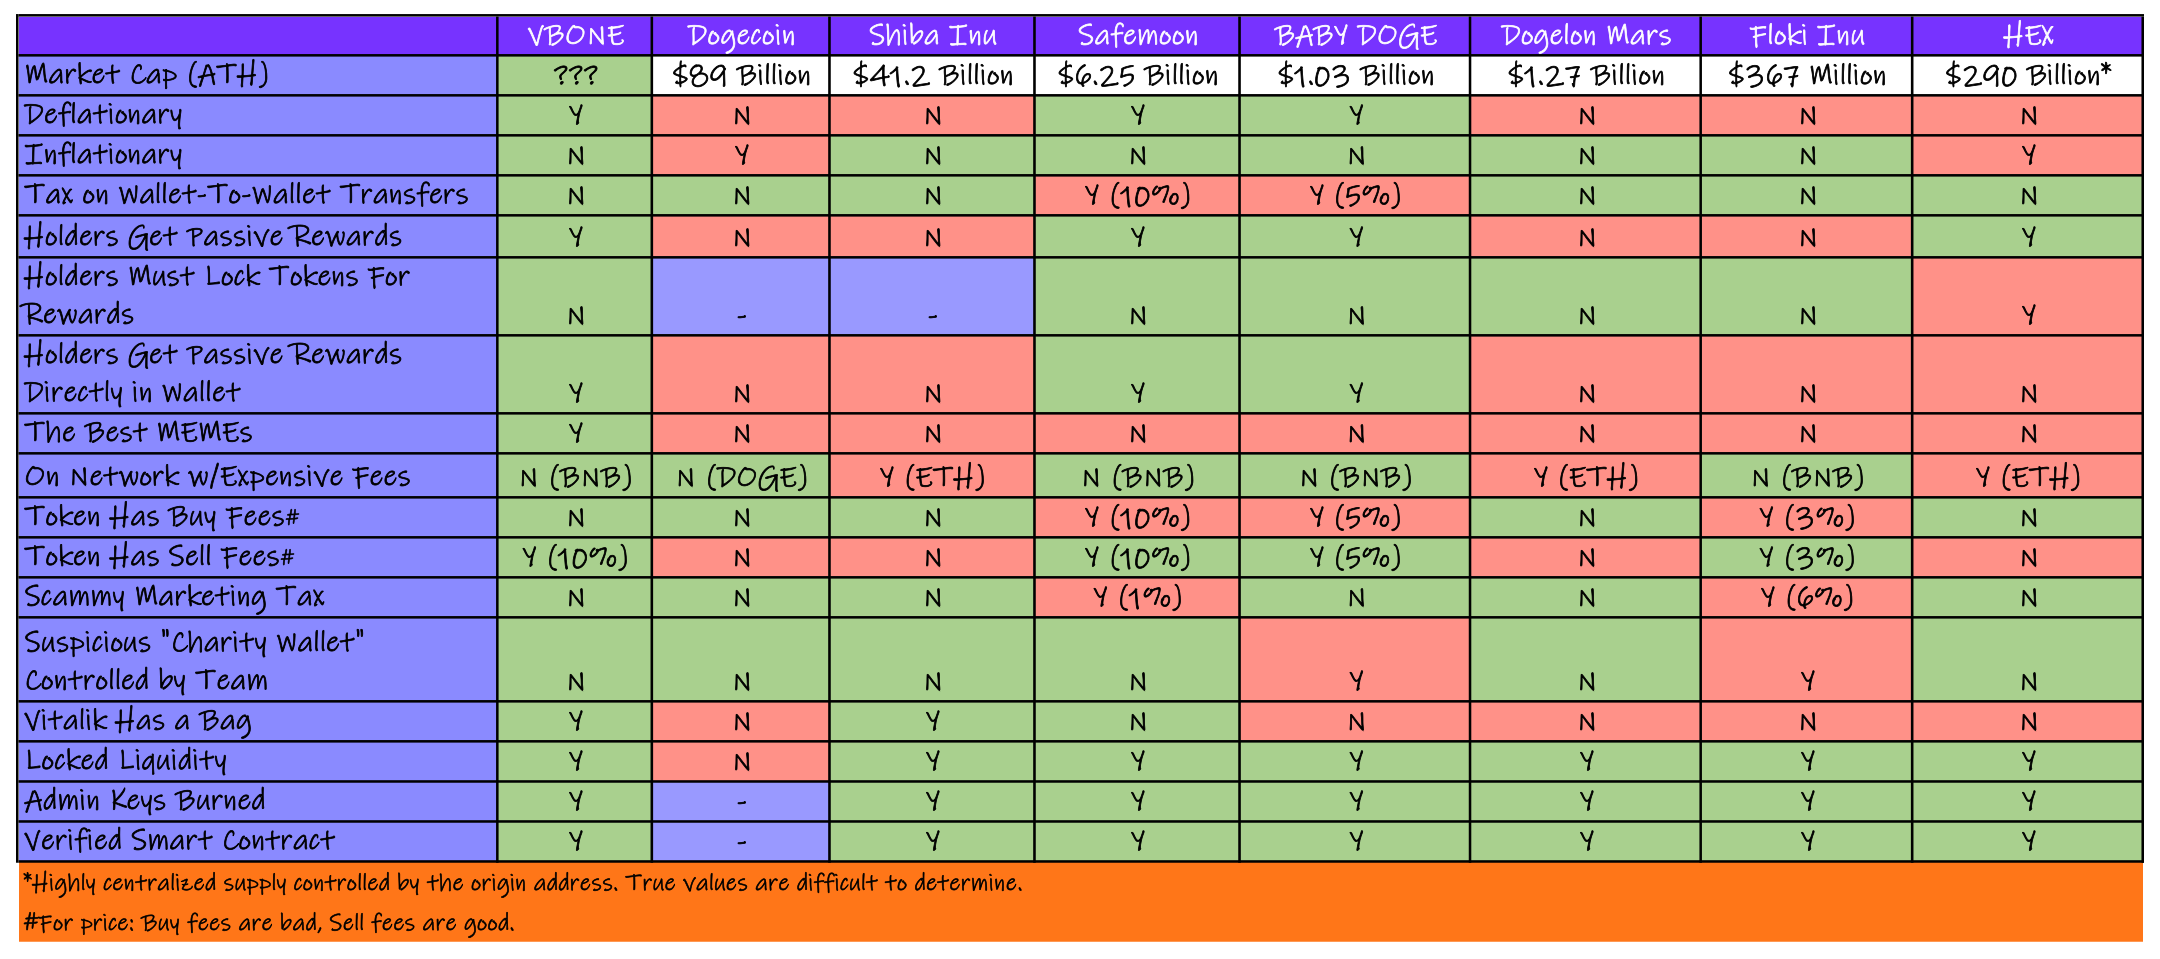 VBONE Dogecoin Shiba Inu Safemoon BABY DOGE Dogelon Mars Floki Inu HEX
Market Cap (ATH) ??? $89 Billion $41.2 Billion $6.25 Billion $1.03 Billion $1.27 Billion $367 Million $290 Billion*
Deflationary Y N N Y Y N N N
Inflationary N Y N N N N N Y
Tax on Wallet-To-Wallet Transfers N N N Y (10%) Y (5%) N N N
Holders Get Passive Rewards Y N N Y Y N N Y
Holders Must Lock Tokens For
Rewards N - - N N N N Y
Holders Get Passive Rewards
Directly in Wallet Y N N Y Y N N N
The Best MEMEs Y N N N N N N N
On Network w/Expensive Fees N (BNB) N (DOGE) Y (ETH) N (BNB) N (BNB) Y (ETH) N (BNB) Y (ETH)
Token Has Buy Fees# N N N Y (10%) Y (5%) N Y (3%) N
Token Has Sell Fees# Y (10%) N N Y (10%) Y (5%) N Y (3%) N
Scammy Marketing Tax N N N Y (1%) N N Y (6%) N
Suspicious "Charity Wallet"
Controlled by Team N N N N Y N Y N
Vitalik Has a Bag Y N Y N N N N N
Locked Liquidity Y N Y Y Y Y Y Y
Admin Keys Burned Y - Y Y Y Y Y Y
Verified Smart Contract Y - Y Y Y Y Y Y
*Highly centralized supply controlled by the origin address. True values are difficult to determine.
#For price: Buy fees are bad, Sell fees are good.